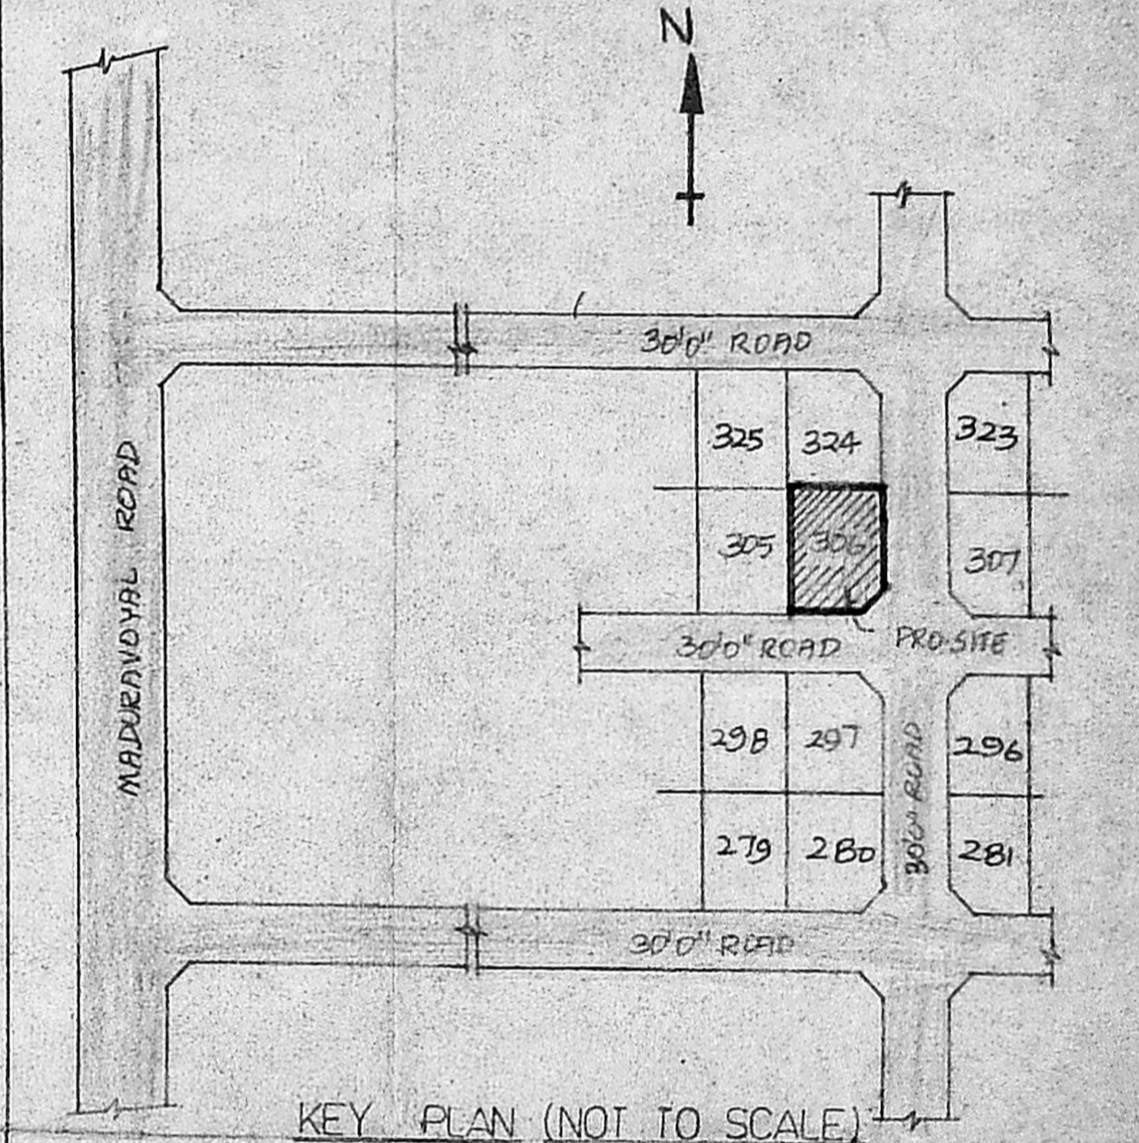 N
30'0" ROAD
325 324 323
305 306 307
30'0" ROAD PRO.SITE
MADURAVOYAL ROAD
298 297 296
30'0" ROAD
279 280 281
30'0" ROAD
KEY PLAN (NOT TO SCALE)